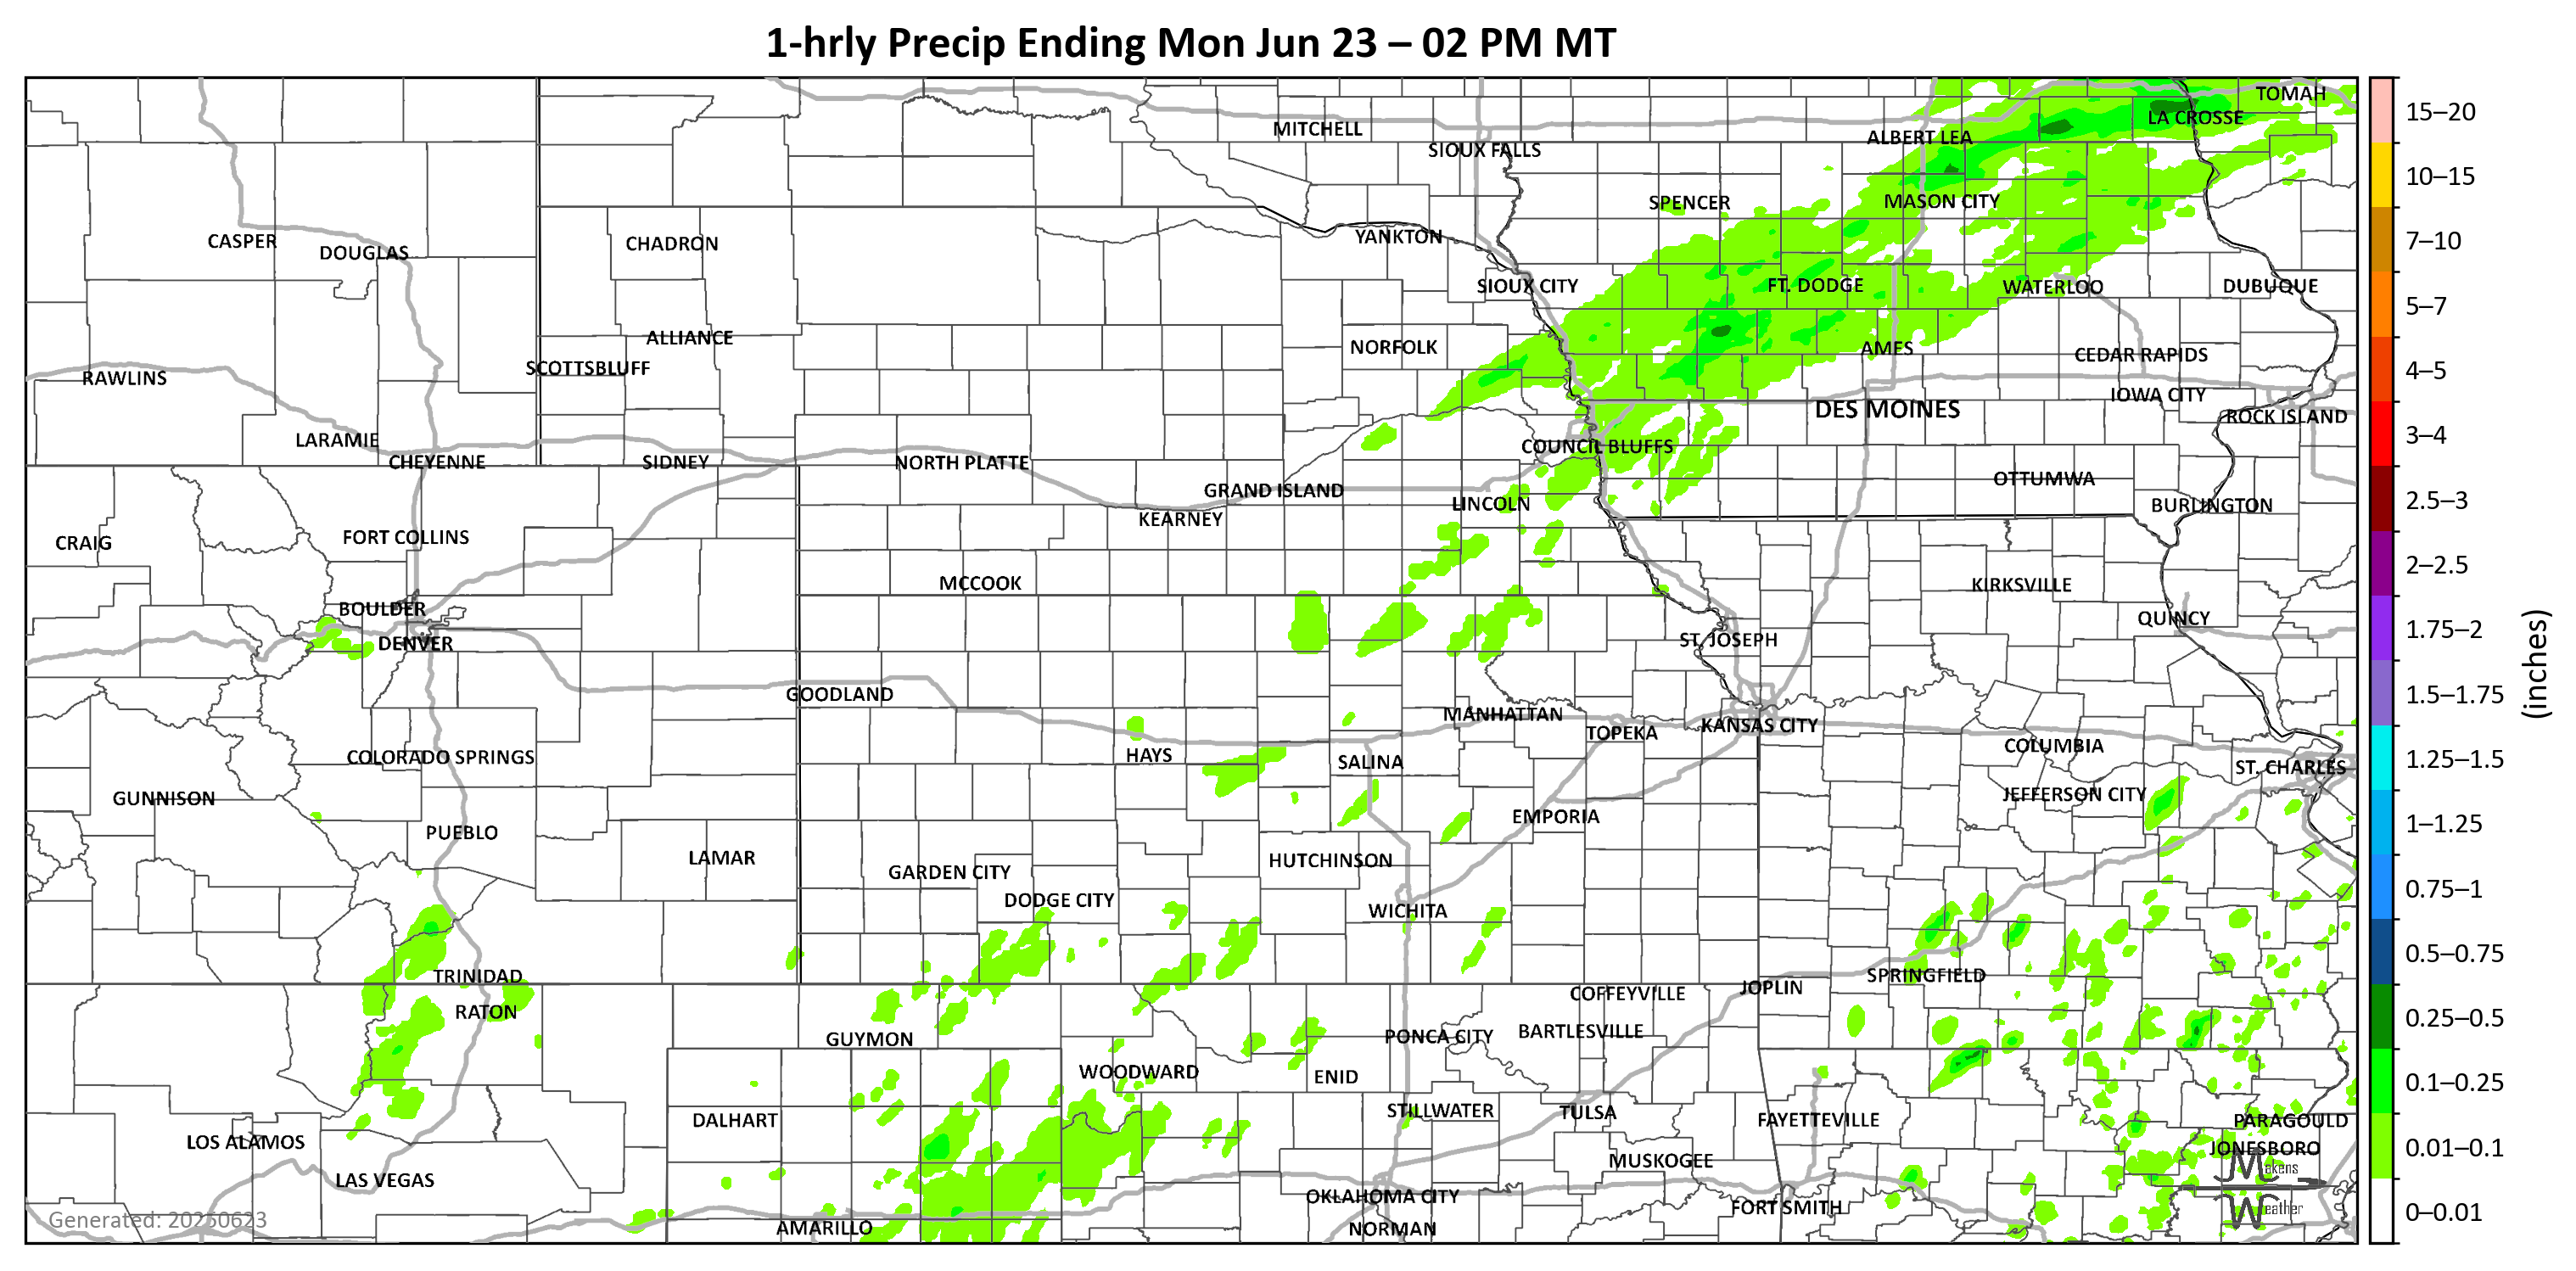 1-hrly Precip Ending Mon Jun 23 – 02 PM MT
TOMAH
LA CROSSE
MITCHELL
ALBERT LEA
SIOUX FALLS
SPENCER
MASON CITY
YANKTON
CASPER
CHADRON
DOUGLAS
SIOUX CITY
FT. DODGE
WATERLOO
DUBUQUE
ALLIANCE
NORFOLK
AMES
CEDAR RAPIDS
SCOTTSBLUFF
RAWLINS
IOWA CITY
DES MOINES
ROCK ISLAND
LARAMIE
COUNCIL BLUFFS
CHEYENNE
SIDNEY
NORTH PLATTE
OTTUMWA
GRAND ISLAND
LINCOLN
BURLINGTON
KEARNEY
FORT COLLINS
CRAIG
MCCOOK
KIRKSVILLE
BOULDER
QUINCY
DENVER
ST. JOSEPH
GOODLAND
MANHATTAN
KANSAS CITY
TOPEKA
COLUMBIA
HAYS
COLORADO SPRINGS
SALINA
ST. CHARLES
GUNNISON
JEFFERSON CITY
EMPORIA
PUEBLO
LAMAR
HUTCHINSON
GARDEN CITY
DODGE CITY
WICHITA
TRINIDAD
SPRINGFIELD
JOPLIN
COFFEYVILLE
RATON
GUYMON
PONCA CITY
BARTLESVILLE
WOODWARD
ENID
DALHART
STILLWATER
TULSA
FAYETTEVILLE
PARAGOULD
LOS ALAMOS
JONESBORO
MUSKOGEE
LAS VEGAS
OKLAHOMA CITY
FORT SMITH
AMARILLO
NORMAN
Generated: 20250623
Makens
Weather
15–20
10–15
7–10
5–7
4–5
3–4
2.5–3
2–2.5
1.75–2
1.5–1.75
1.25–1.5
1–1.25
0.75–1
0.5–0.75
0.25–0.5
0.1–0.25
0.01–0.1
0–0.01
(inches)